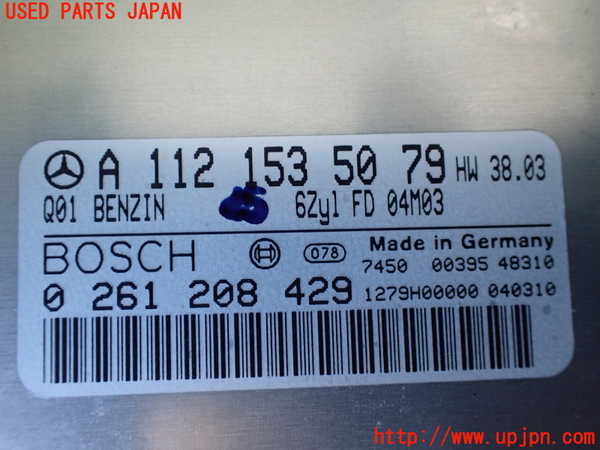 USED PARTS JAPAN
A 112 153 50 79 HW 38.03
Q01 BENZIN 6Zyl FD 04M03
BOSCH 078 Made in Germany
7450 00395 48310
0 261 208 429 1279H00000 040310
UPJ
http://www.upjpn.com/